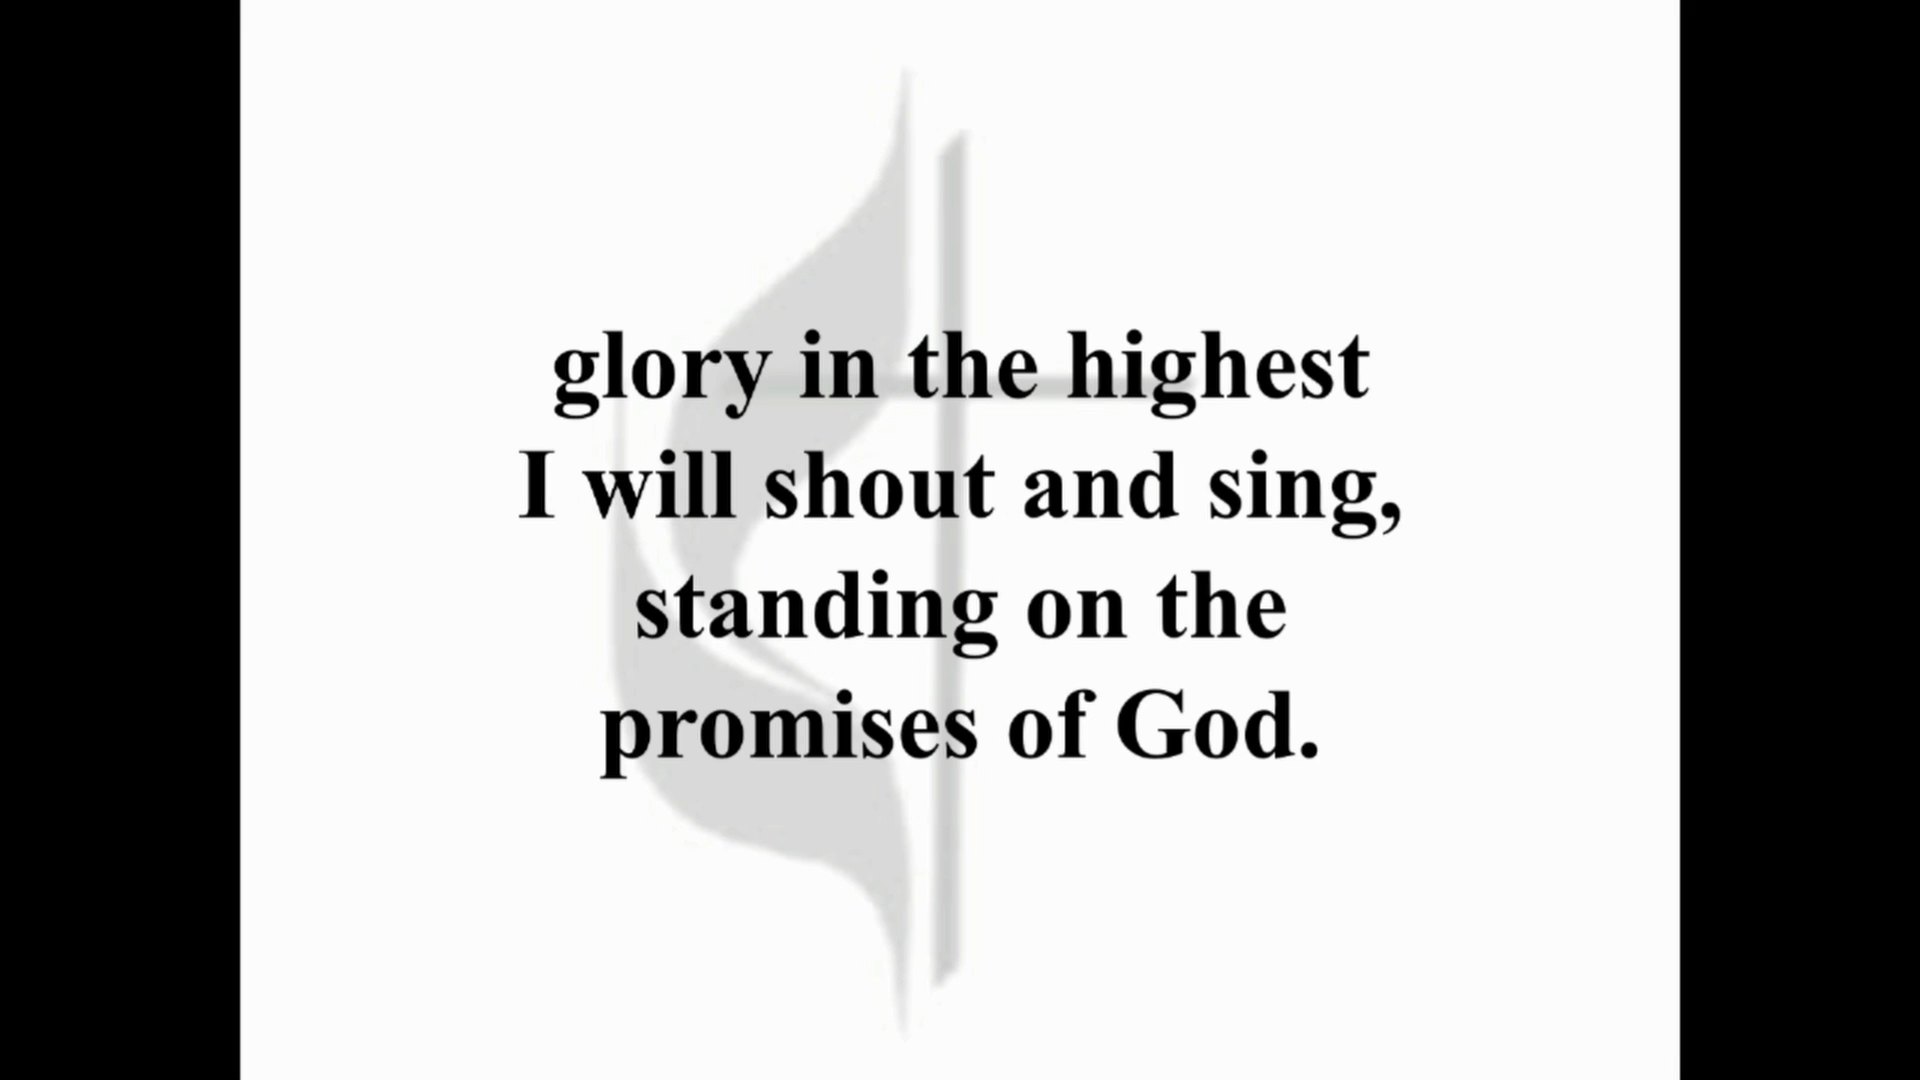 glory in the highest
I will shout and sing,
standing on the
promises of God.